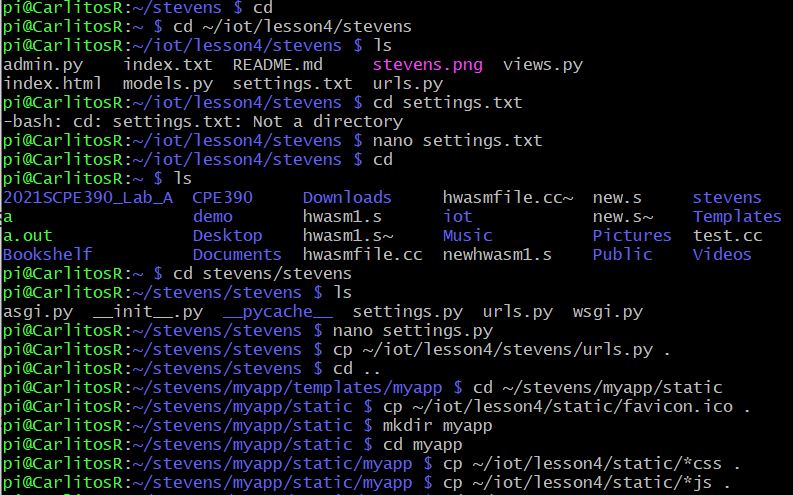 pi@CarlitosR:~/stevens $ cd
pi@CarlitosR:~ $ cd ~/iot/lesson4/stevens
pi@CarlitosR:~/iot/lesson4/stevens $ ls
admin.py    index.txt  README.md     stevens.png  views.py
index.html  models.py  settings.txt  urls.py
pi@CarlitosR:~/iot/lesson4/stevens $ cd settings.txt
-bash: cd: settings.txt: Not a directory
pi@CarlitosR:~/iot/lesson4/stevens $ nano settings.txt
pi@CarlitosR:~/iot/lesson4/stevens $ cd
pi@CarlitosR:~ $ ls
2021SCPE390_Lab_A  CPE390     Downloads     hwasmfile.cc~  new.s     stevens
a                  demo       hwasm1.s      iot            new.s~    Templates
a.out              Desktop    hwasm1.s~     Music          Pictures  test.cc
Bookshelf          Documents  hwasmfile.cc  newhwasm1.s    Public    Videos
pi@CarlitosR:~ $ cd stevens/stevens
pi@CarlitosR:~/stevens/stevens $ ls
asgi.py  __init__.py  __pycache__  settings.py  urls.py  wsgi.py
pi@CarlitosR:~/stevens/stevens $ nano settings.py
pi@CarlitosR:~/stevens/stevens $ cp ~/iot/lesson4/stevens/urls.py .
pi@CarlitosR:~/stevens/stevens $ cd ..
pi@CarlitosR:~/stevens/myapp/templates/myapp $ cd ~/stevens/myapp/static
pi@CarlitosR:~/stevens/myapp/static $ cp ~/iot/lesson4/static/favicon.ico .
pi@CarlitosR:~/stevens/myapp/static $ mkdir myapp
pi@CarlitosR:~/stevens/myapp/static $ cd myapp
pi@CarlitosR:~/stevens/myapp/static/myapp $ cp ~/iot/lesson4/static/*css .
pi@CarlitosR:~/stevens/myapp/static/myapp $ cp ~/iot/lesson4/static/*js .